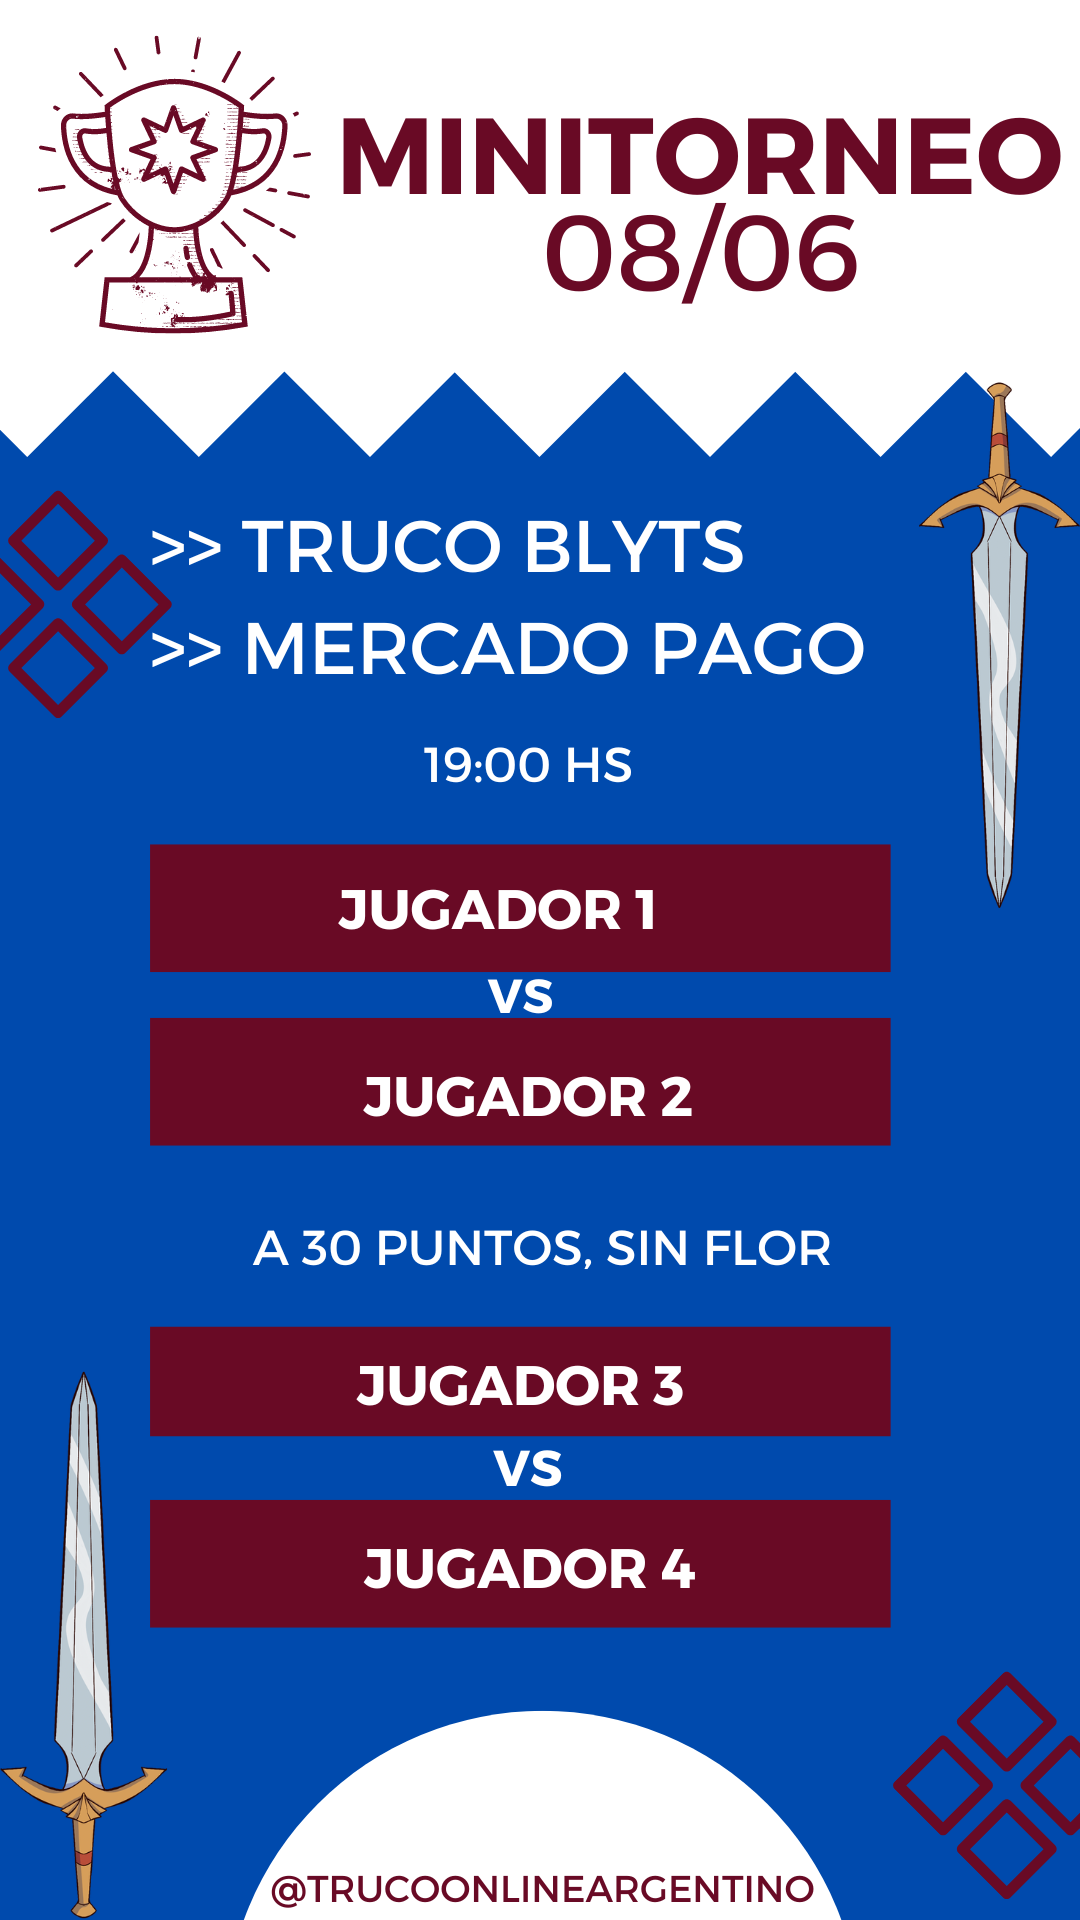 MINITORNEO
08/06
>> TRUCO BLYTS
>> MERCADO PAGO
19:00 HS
JUGADOR 1
VS
JUGADOR 2
A 30 PUNTOS, SIN FLOR
JUGADOR 3
VS
JUGADOR 4
@TRUCOONLINEARGENTINO